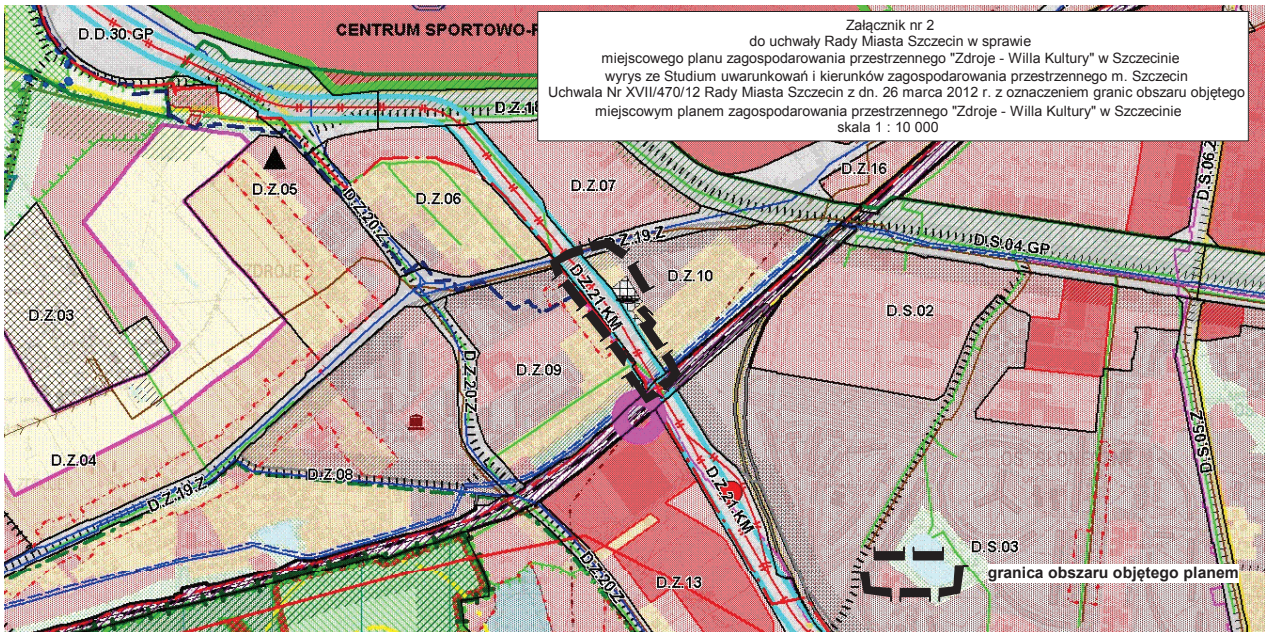 Załącznik nr 2
do uchwały Rady Miasta Szczecin w sprawie
miejscowego planu zagospodarowania przestrzennego "Zdroje - Willa Kultury" w Szczecinie
wyrys ze Studium uwarunkowań i kierunków zagospodarowania przestrzennego m. Szczecin
Uchwala Nr XVII/470/12 Rady Miasta Szczecin z dn. 26 marca 2012 r. z oznaczeniem granic obszaru objętego
miejscowym planem zagospodarowania przestrzennego "Zdroje - Willa Kultury" w Szczecinie
skala 1 : 10 000
D.D.30.GP
CENTRUM SPORTOWO-R
D.Z.18
D.Z.05
D.Z.20.Z
D.Z.06
D.Z.07
D.Z.16
D.S.06.Z
Z.19.Z
D.S.04.GP
ZDROJE
D.Z.21.KM
D.Z.10
D.Z.03
D.S.02
D.Z.09
D.Z.20.Z
D.Z.04
D.Z.19.Z
D.Z.08
D.Z.21.KM
D.S.05.Z
D.S.03
granica obszaru objętego planem
D.Z.20.Z
D.Z.13